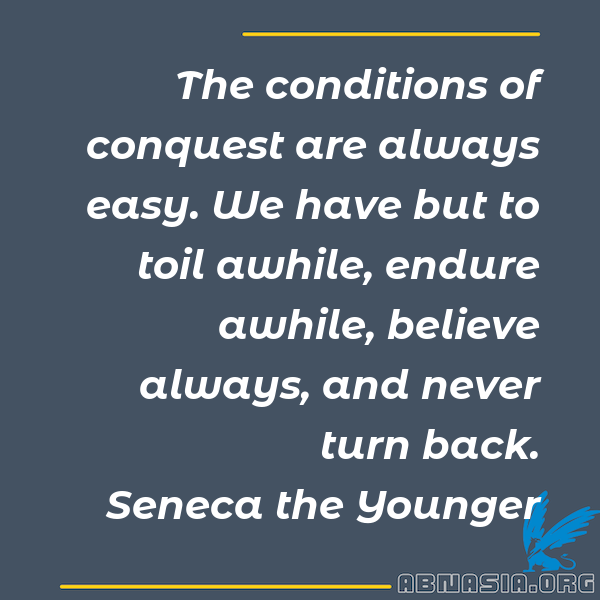 The conditions of
conquest are always
easy. We have but to
toil awhile, endure
awhile, believe
always, and never
turn back.
Seneca the Younger
ABNASIA.ORG